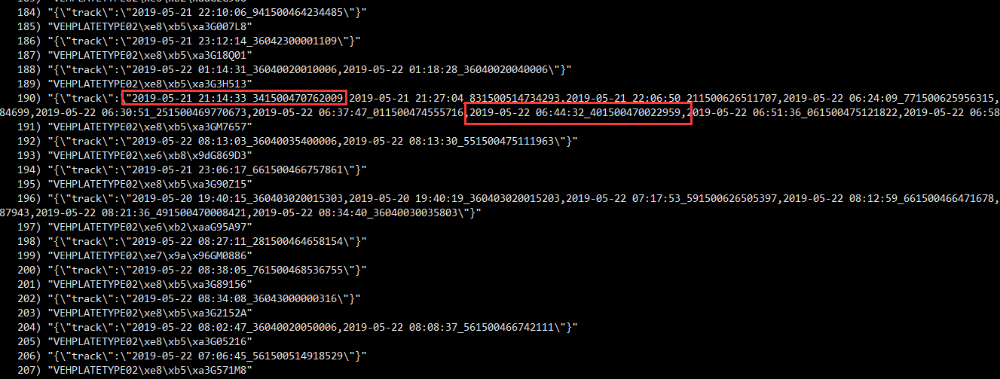 184) "{\"track\":\"2019-05-21 22:10:06_941500464234485\"}"
185) "VEHPLATETYPE02\xe8\xb5\xa3G007L8"
186) "{\"track\":\"2019-05-21 23:12:14_36042300001109\"}"
187) "VEHPLATETYPE02\xe8\xb5\xa3G18Q01"
188) "{\"track\":\"2019-05-22 01:14:31_36040020010006,2019-05-22 01:18:28_36040020040006\"}"
189) "VEHPLATETYPE02\xe8\xb5\xa3G3H513"
190) "{\"track\":\"2019-05-21 21:14:33_341500470762009,2019-05-21 21:27:04_831500514734293,2019-05-21 22:06:50_211500626511707,2019-05-22 06:24:09_771500625956315,
84699,2019-05-22 06:30:51_251500469770673,2019-05-22 06:37:47_011500474555716,2019-05-22 06:44:32_401500470022959,2019-05-22 06:51:36_061500475121822,2019-05-22 06:58
191) "VEHPLATETYPE02\xe8\xb5\xa3GM7657"
192) "{\"track\":\"2019-05-22 08:13:03_36040035400006,2019-05-22 08:13:30_551500475111963\"}"
193) "VEHPLATETYPE02\xe6\xb8\x9dG869D3"
194) "{\"track\":\"2019-05-21 23:06:17_661500466757861\"}"
195) "VEHPLATETYPE02\xe8\xb5\xa3G90Z15"
196) "{\"track\":\"2019-05-20 19:40:15_360403020015303,2019-05-20 19:40:19_360403020015203,2019-05-22 07:17:53_591500626505397,2019-05-22 08:12:59_661500466471678,
87943,2019-05-22 08:21:36_491500470008421,2019-05-22 08:34:40_36040030035803\"}"
197) "VEHPLATETYPE02\xe6\xb2\xaaG95A97"
198) "{\"track\":\"2019-05-22 08:27:11_281500464658154\"}"
199) "VEHPLATETYPE02\xe7\x9a\x96GM0886"
200) "{\"track\":\"2019-05-22 08:38:05_761500468536755\"}"
201) "VEHPLATETYPE02\xe8\xb5\xa3G89156"
202) "{\"track\":\"2019-05-22 08:34:08_36043000000316\"}"
203) "VEHPLATETYPE02\xe8\xb5\xa3G2152A"
204) "{\"track\":\"2019-05-22 08:02:47_36040020050006,2019-05-22 08:08:37_561500466742111\"}"
205) "VEHPLATETYPE02\xe8\xb5\xa3G05216"
206) "{\"track\":\"2019-05-22 07:06:45_561500514918529\"}"
207) "VEHPLATETYPE02\xe8\xb5\xa3G571M8"